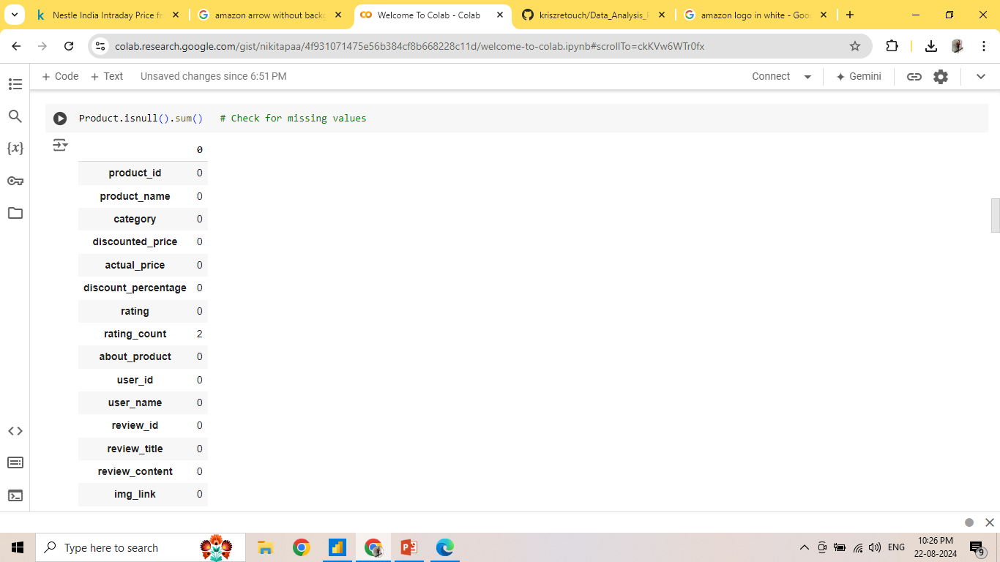 Nestle India Intraday Price fr
amazon arrow without back
Welcome To Colab - Colab
kriszretouch/Data_Analysis_
amazon logo in white - Goo
colab.research.google.com/gist/nikitapaa/4f931071475e56b384cf8b668228c11d/welcome-to-colab.ipynb#scrollTo=ckKVw6WTr0fx
+ Code + Text Unsaved changes since 6:51 PM Connect Gemini
Product.isnull().sum() # Check for missing values
0
product_id 0
product_name 0
category 0
discounted_price 0
actual_price 0
discount_percentage 0
rating 0
rating_count 2
about_product 0
user_id 0
user_name 0
review_id 0
review_title 0
review_content 0
img_link 0
Type here to search
ENG
10:26 PM
22-08-2024
9